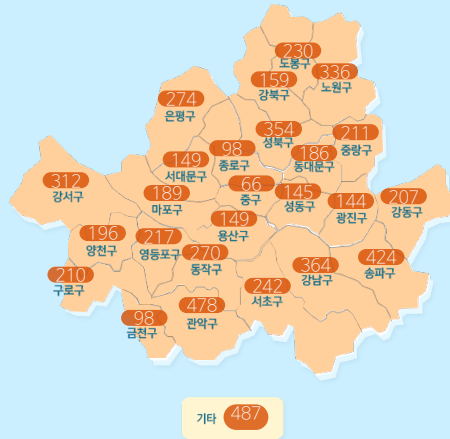 230
도봉구
336
노원구
159
강북구
274
은평구
354
성북구
211
중랑구
98
종로구
186
동대문구
149
서대문구
312
강서구
189
마포구
66
중구
145
성동구
144
광진구
207
강동구
149
용산구
196
양천구
217
영등포구
270
동작구
424
송파구
364
강남구
210
구로구
242
서초구
478
관악구
98
금천구
기타 487